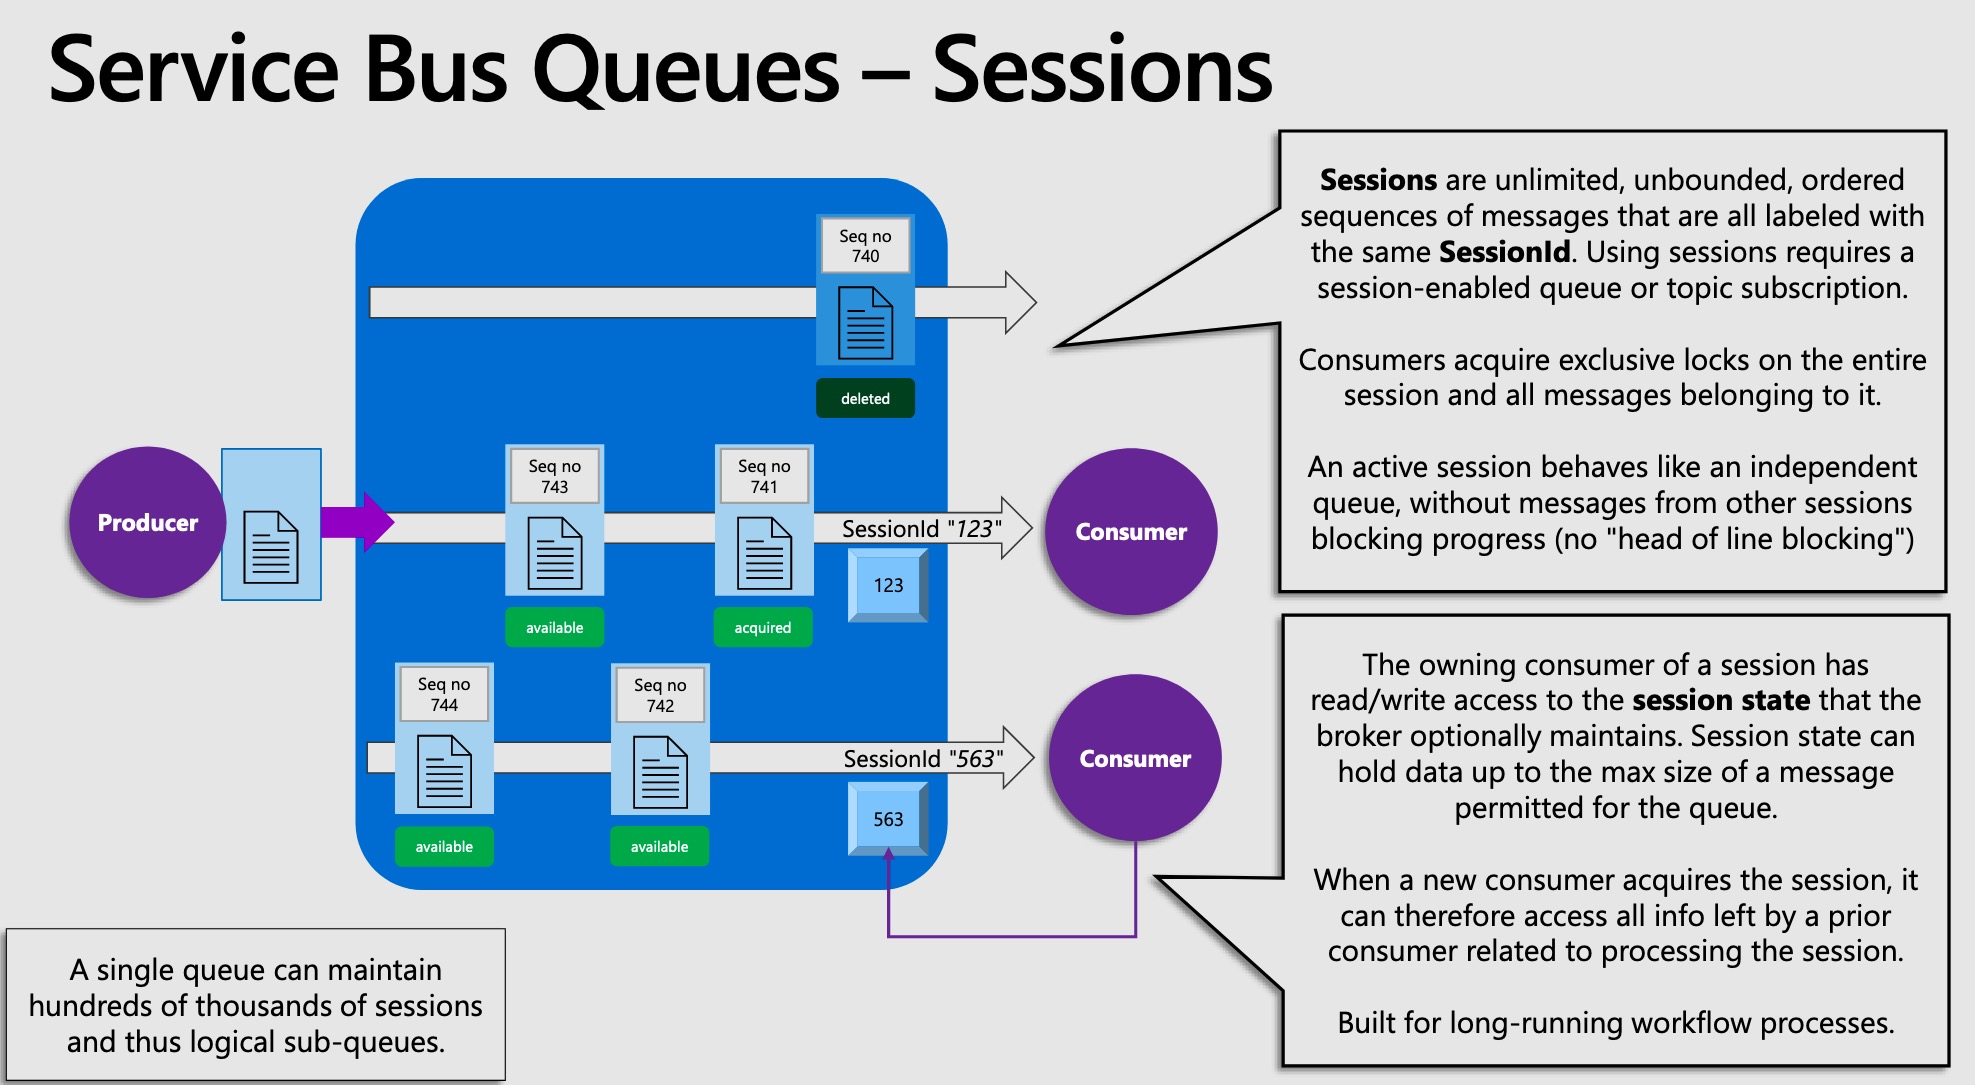 Service Bus Queues – Sessions
Sessions are unlimited, unbounded, ordered
sequences of messages that are all labeled with
the same SessionId. Using sessions requires a
session-enabled queue or topic subscription.
Consumers acquire exclusive locks on the entire
session and all messages belonging to it.
An active session behaves like an independent
queue, without messages from other sessions
blocking progress (no "head of line blocking")
Seq no
740
deleted
Producer
Seq no
743
available
Seq no
741
acquired
SessionId "123"
123
Consumer
Seq no
744
available
Seq no
742
available
SessionId "563"
563
Consumer
The owning consumer of a session has
read/write access to the session state that the
broker optionally maintains. Session state can
hold data up to the max size of a message
permitted for the queue.
When a new consumer acquires the session, it
can therefore access all info left by a prior
consumer related to processing the session.
Built for long-running workflow processes.
A single queue can maintain
hundreds of thousands of sessions
and thus logical sub-queues.